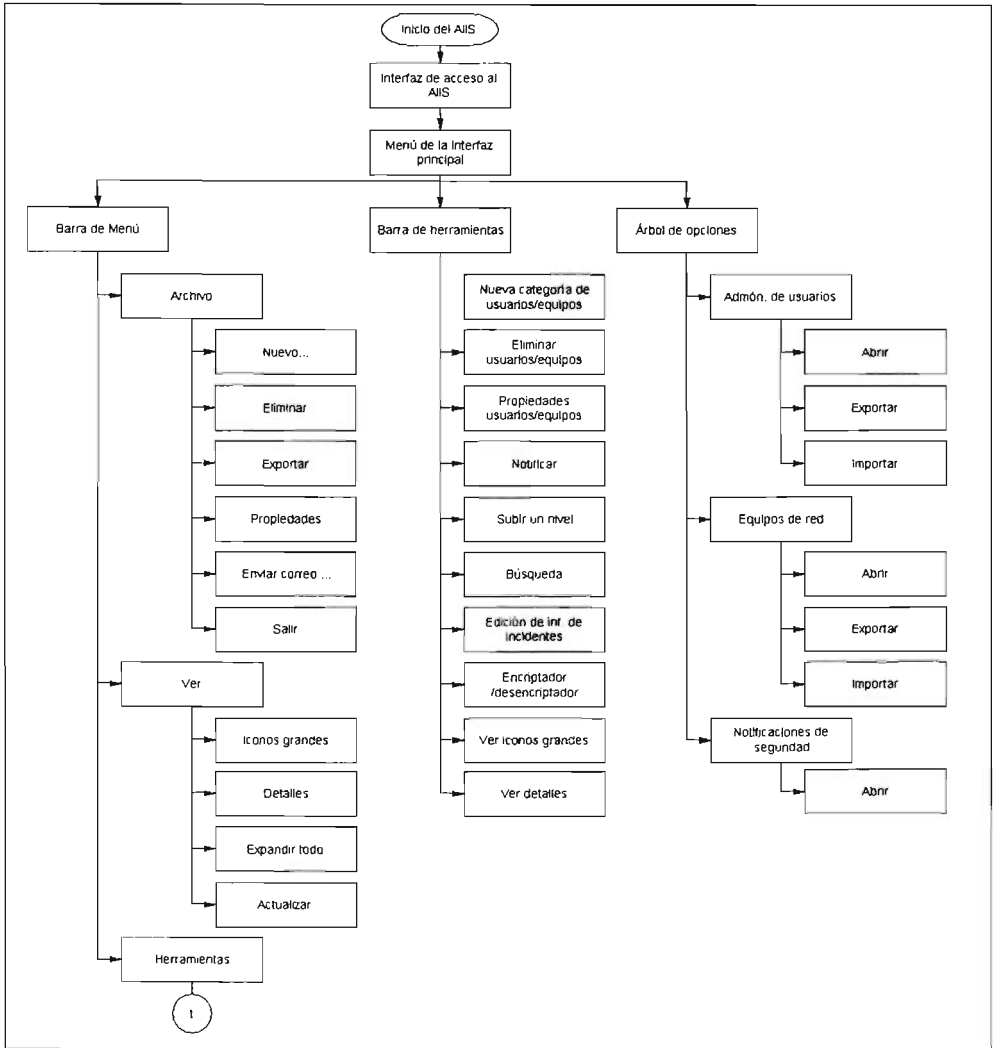 Inicio del AIIS
Interfaz de acceso al
AIIS
Menú de la Interfaz
principal
Barra de Menú
Barra de herramientas
Árbol de opciones
Archivo
Nuevo...
Eliminar
Exportar
Propiedades
Enviar correo ...
Salir
Ver
Iconos grandes
Detalles
Expandir todo
Actualizar
Herramientas
1
Nueva categoría de
usuarios/equipos
Eliminar
usuarios/equipos
Propiedades
usuarios/equipos
Notificar
Subir un nivel
Búsqueda
Edición de inf. de
incidentes
Encriptador
/desencriptador
Ver iconos grandes
Ver detalles
Admón. de usuarios
Abrir
Exportar
Importar
Equipos de red
Abrir
Exportar
Importar
Notificaciones de
seguridad
Abrir